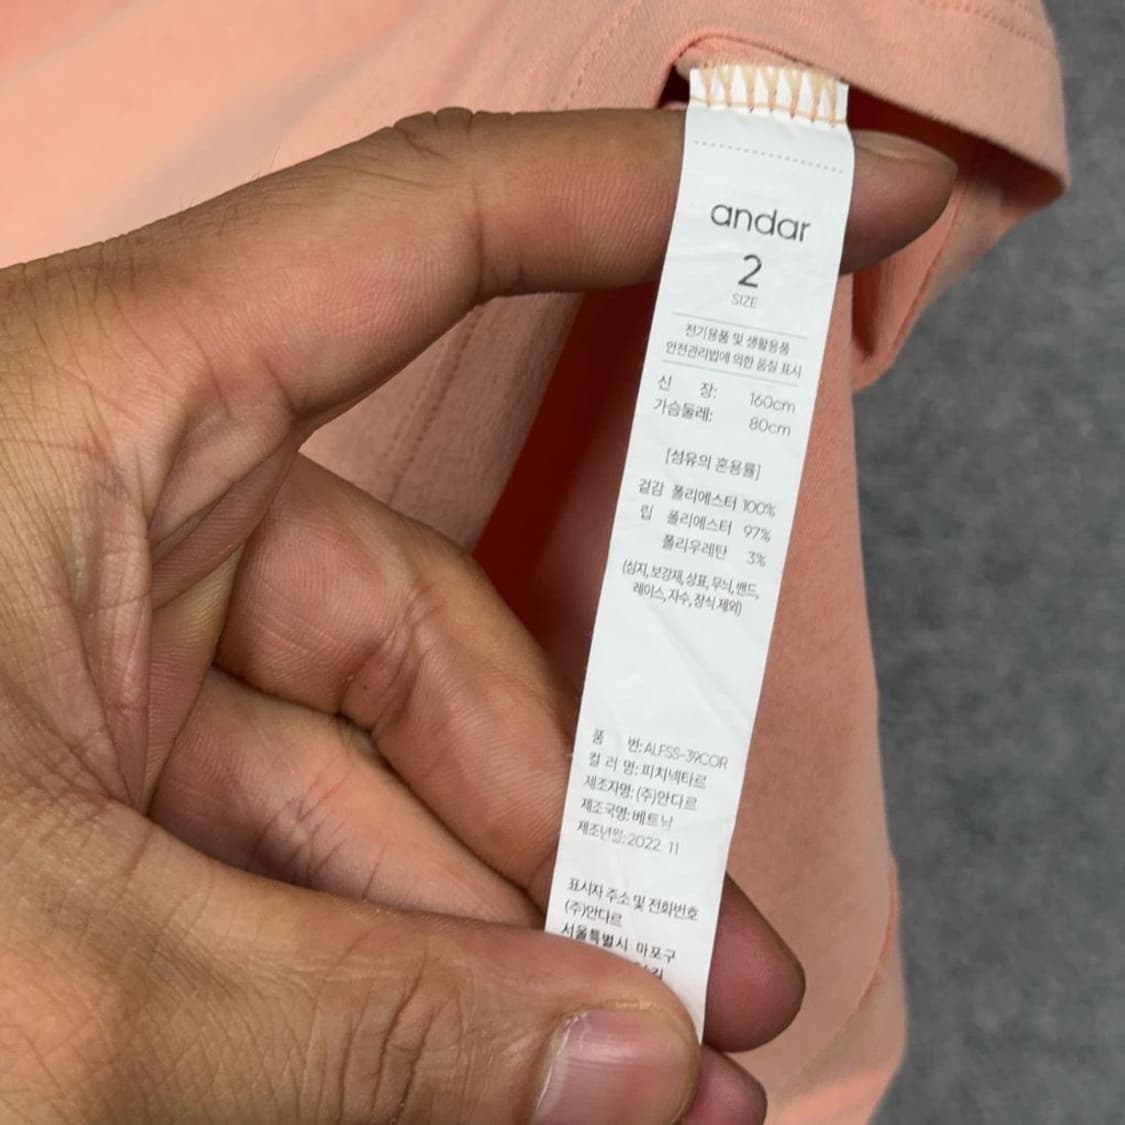 andar
2
SIZE
전기용품 및 생활용품
안전관리법에 의한 품질 표시
신 장: 160cm
가슴둘레: 80cm
[섬유의 혼용률]
겉감 폴리에스터 100%
립 폴리에스터 97%
폴리우레탄 3%
(심지,보강재,상표,무늬,밴드,
레이스,자수,장식 제외)
품 번: ALFSS-39COR
컬 러 명: 피치넥타르
제조자명: (주)안다르
제조국명: 베트남
제조년월: 2022. 11
표시자 주소 및 전화번호
(주)안다르
서울특별시 마포구